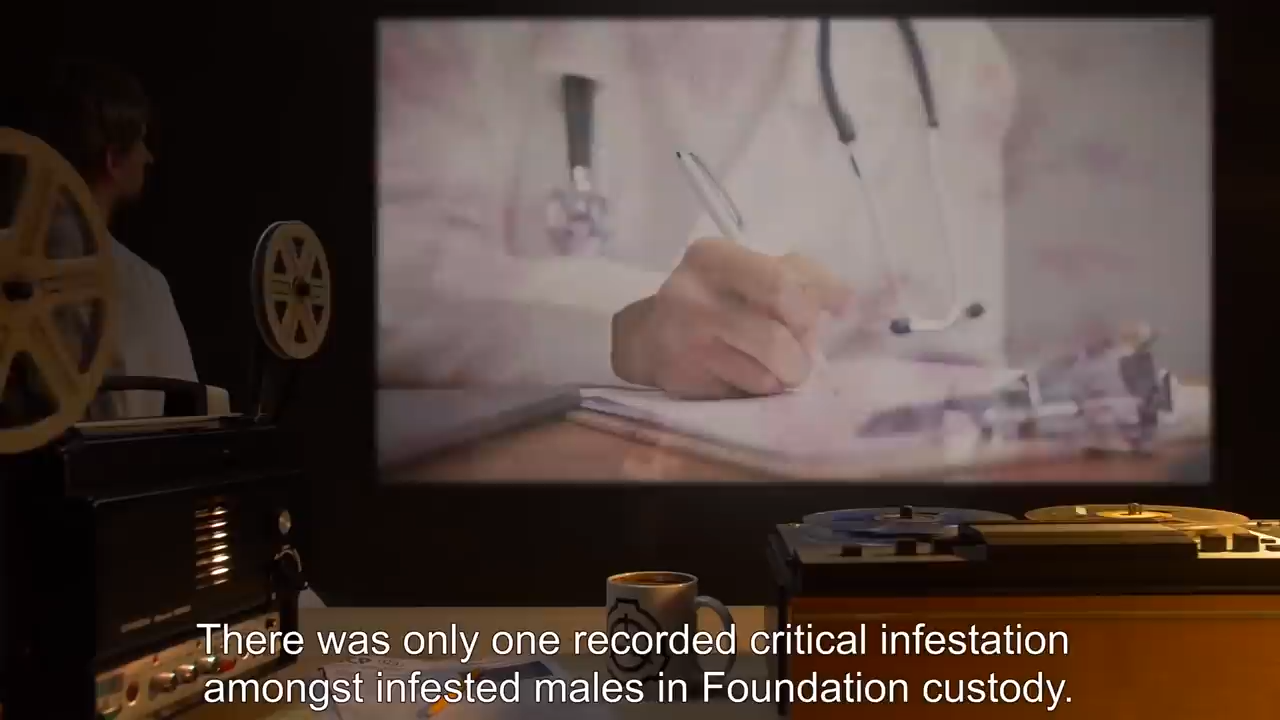 There was only one recorded critical infestation
amongst infested males in Foundation custody.